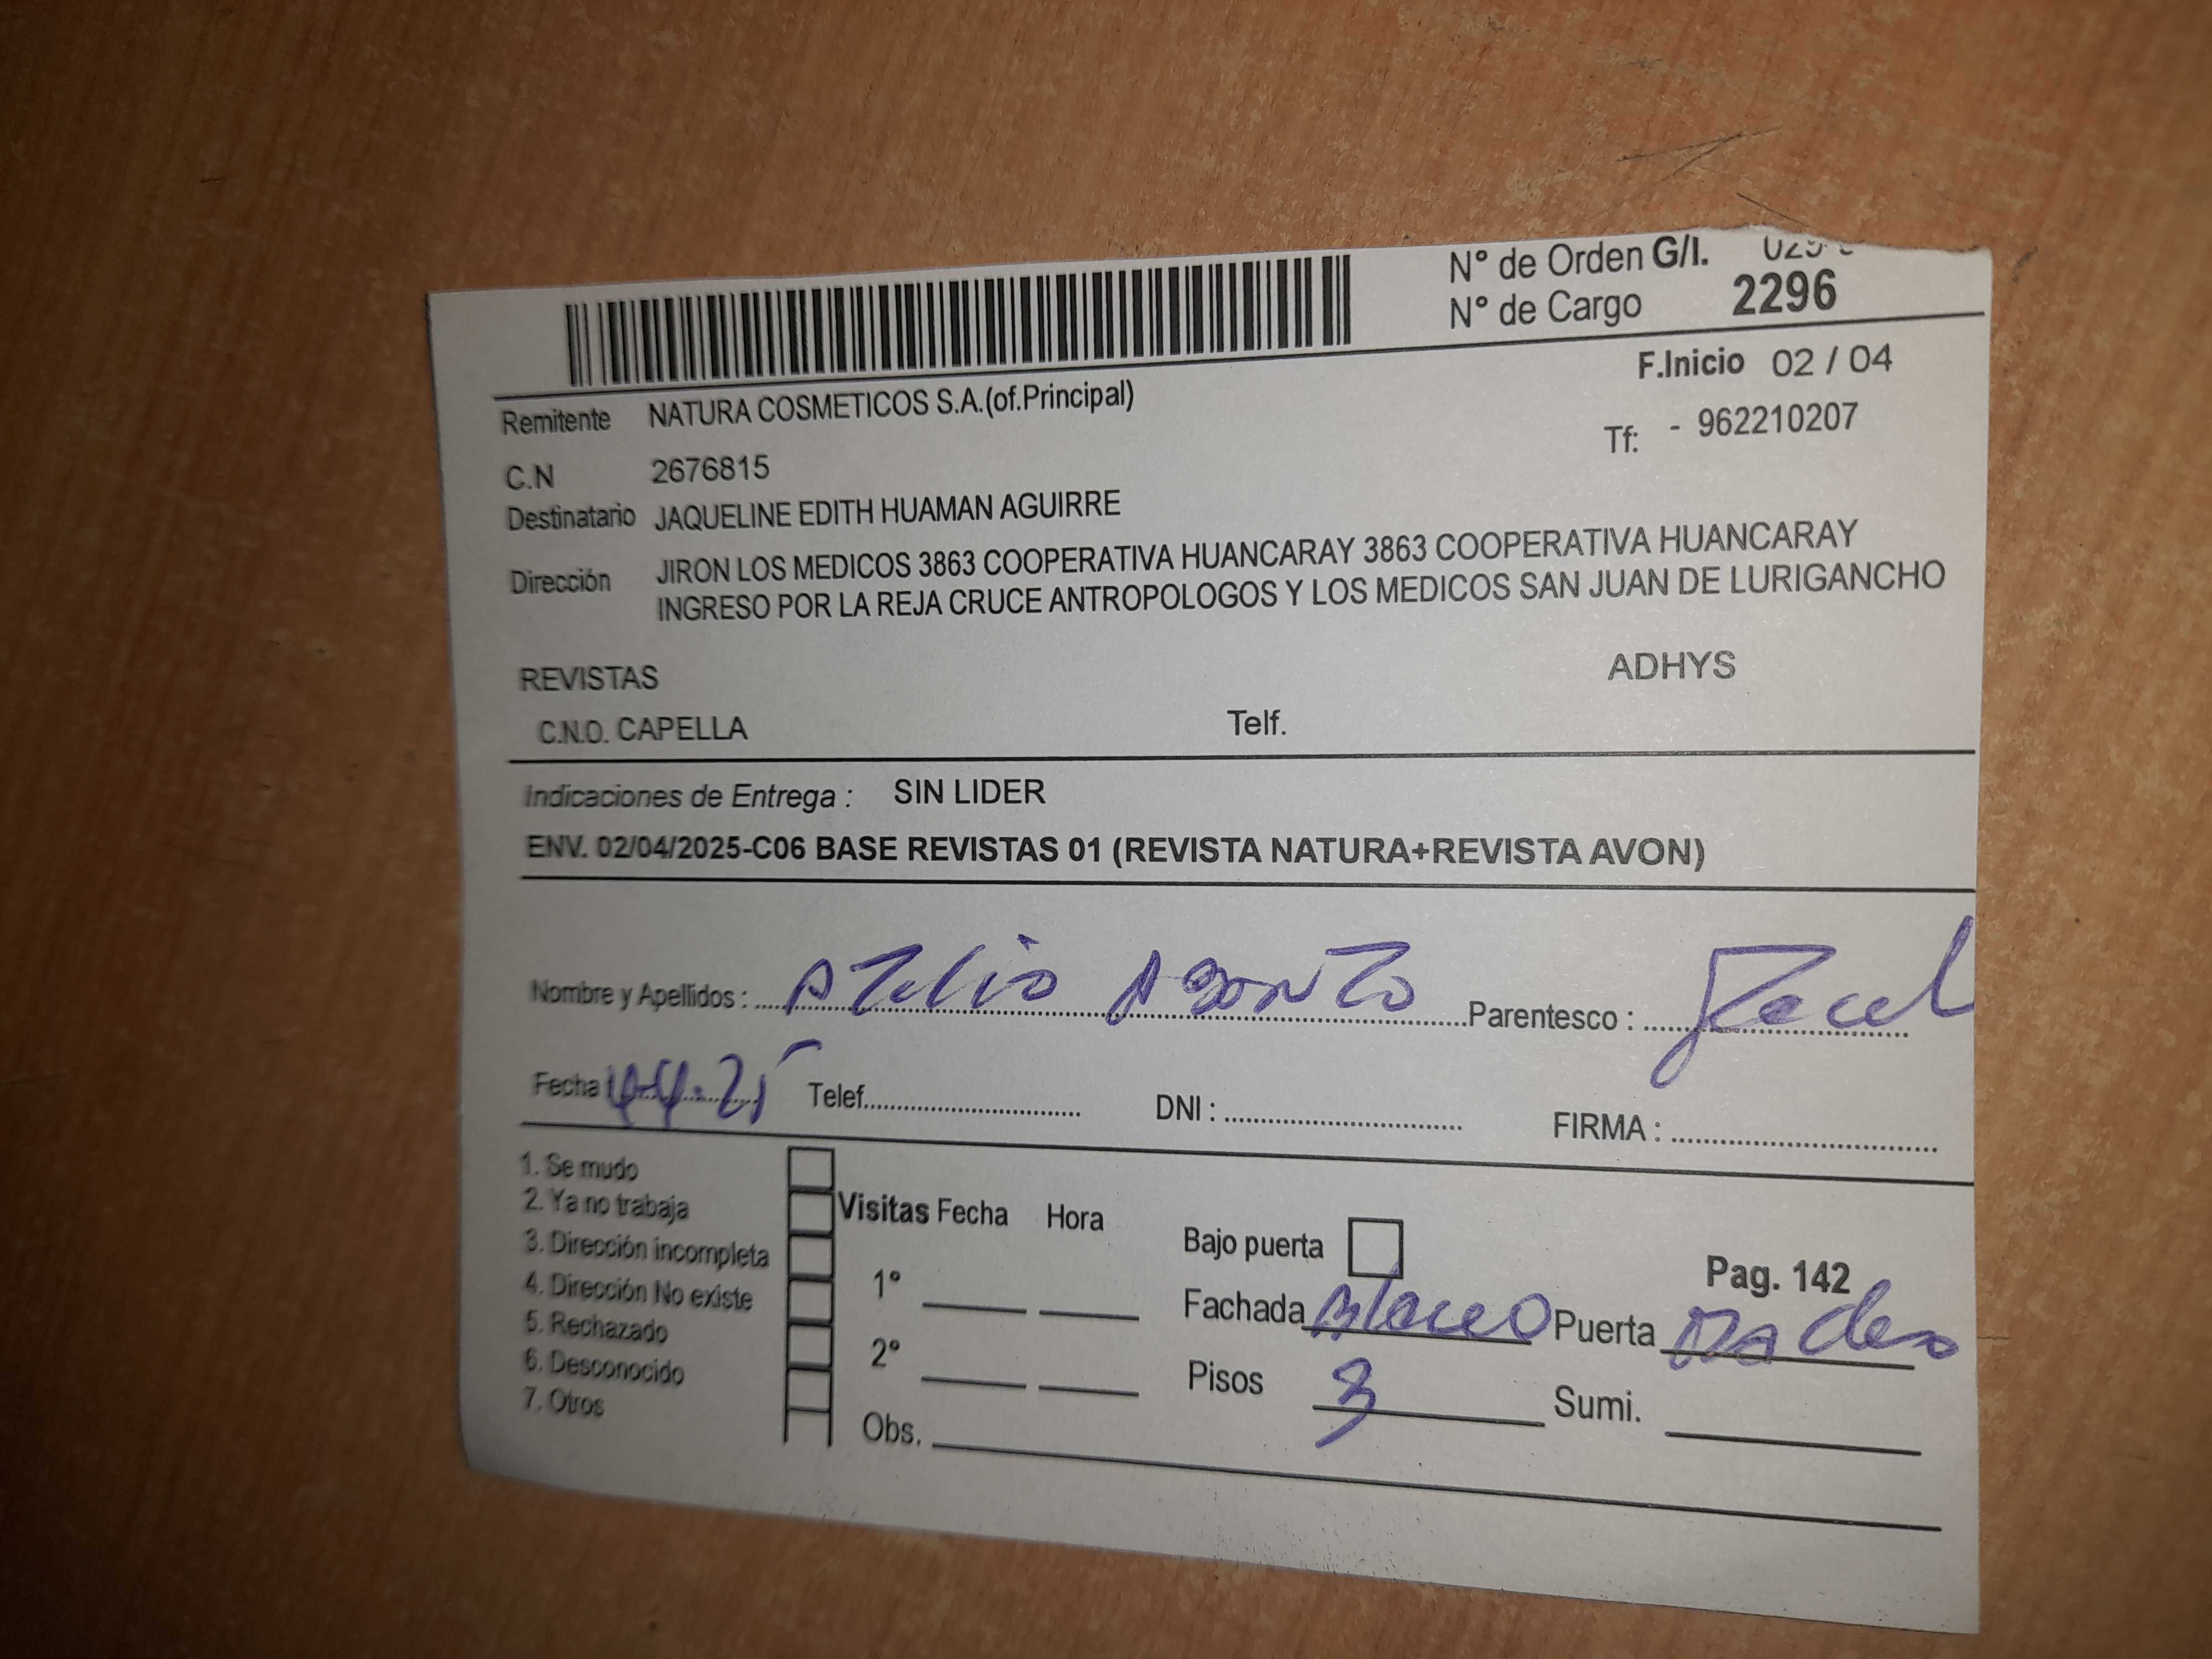 N° de Orden G/I.
N° de Cargo 2296
F.Inicio 02 / 04
Remitente NATURA COSMETICOS S.A.(of.Principal)
Tf: - 962210207
C.N 2676815
Destinatario JAQUELINE EDITH HUAMAN AGUIRRE
Dirección JIRON LOS MEDICOS 3863 COOPERATIVA HUANCARAY 3863 COOPERATIVA HUANCARAY
INGRESO POR LA REJA CRUCE ANTROPOLOGOS Y LOS MEDICOS SAN JUAN DE LURIGANCHO
REVISTAS ADHYS
C.N.O. CAPELLA Telf.
Indicaciones de Entrega : SIN LIDER
ENV. 02/04/2025-C06 BASE REVISTAS 01 (REVISTA NATURA+REVISTA AVON)
Nombre y Apellidos : Parentesco :
Fecha Telef. DNI : FIRMA :
1. Se mudo
2. Ya no trabaja
3. Dirección incompleta
4. Dirección No existe
5. Rechazado
6. Desconocido
7. Otros
Visitas Fecha Hora
1°
2°
Obs.
Bajo puerta
Pag. 142
Fachada Puerta
Pisos 3 Sumi.